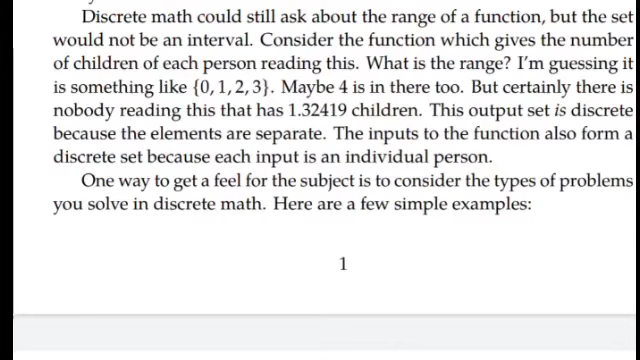 Discrete math could still ask about the range of a function, but the set
would not be an interval. Consider the function which gives the number
of children of each person reading this. What is the range? I'm guessing it
is something like {0, 1, 2, 3}. Maybe 4 is in there too. But certainly there is
nobody reading this that has 1.32419 children. This output set is discrete
because the elements are separate. The inputs to the function also form a
discrete set because each input is an individual person.
One way to get a feel for the subject is to consider the types of problems
you solve in discrete math. Here are a few simple examples:
1